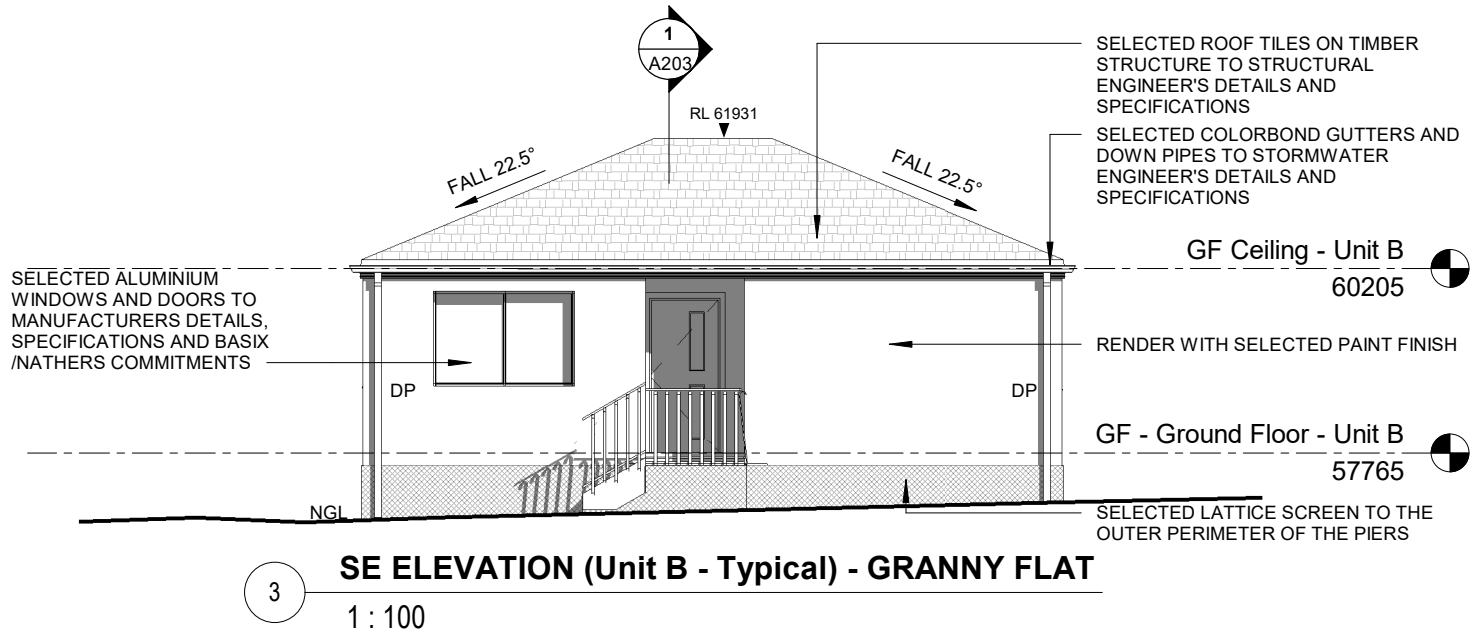 1
A203
RL 61931
FALL 22.5°
FALL 22.5°
SELECTED ROOF TILES ON TIMBER
STRUCTURE TO STRUCTURAL
ENGINEER'S DETAILS AND
SPECIFICATIONS
SELECTED COLORBOND GUTTERS AND
DOWN PIPES TO STORMWATER
ENGINEER'S DETAILS AND
SPECIFICATIONS
GF Ceiling - Unit B
60205
SELECTED ALUMINIUM
WINDOWS AND DOORS TO
MANUFACTURERS DETAILS,
SPECIFICATIONS AND BASIX
/NATHERS COMMITMENTS
RENDER WITH SELECTED PAINT FINISH
DP
DP
GF - Ground Floor - Unit B
57765
NGL
SELECTED LATTICE SCREEN TO THE
OUTER PERIMETER OF THE PIERS
3
SE ELEVATION (Unit B - Typical) - GRANNY FLAT
1 : 100